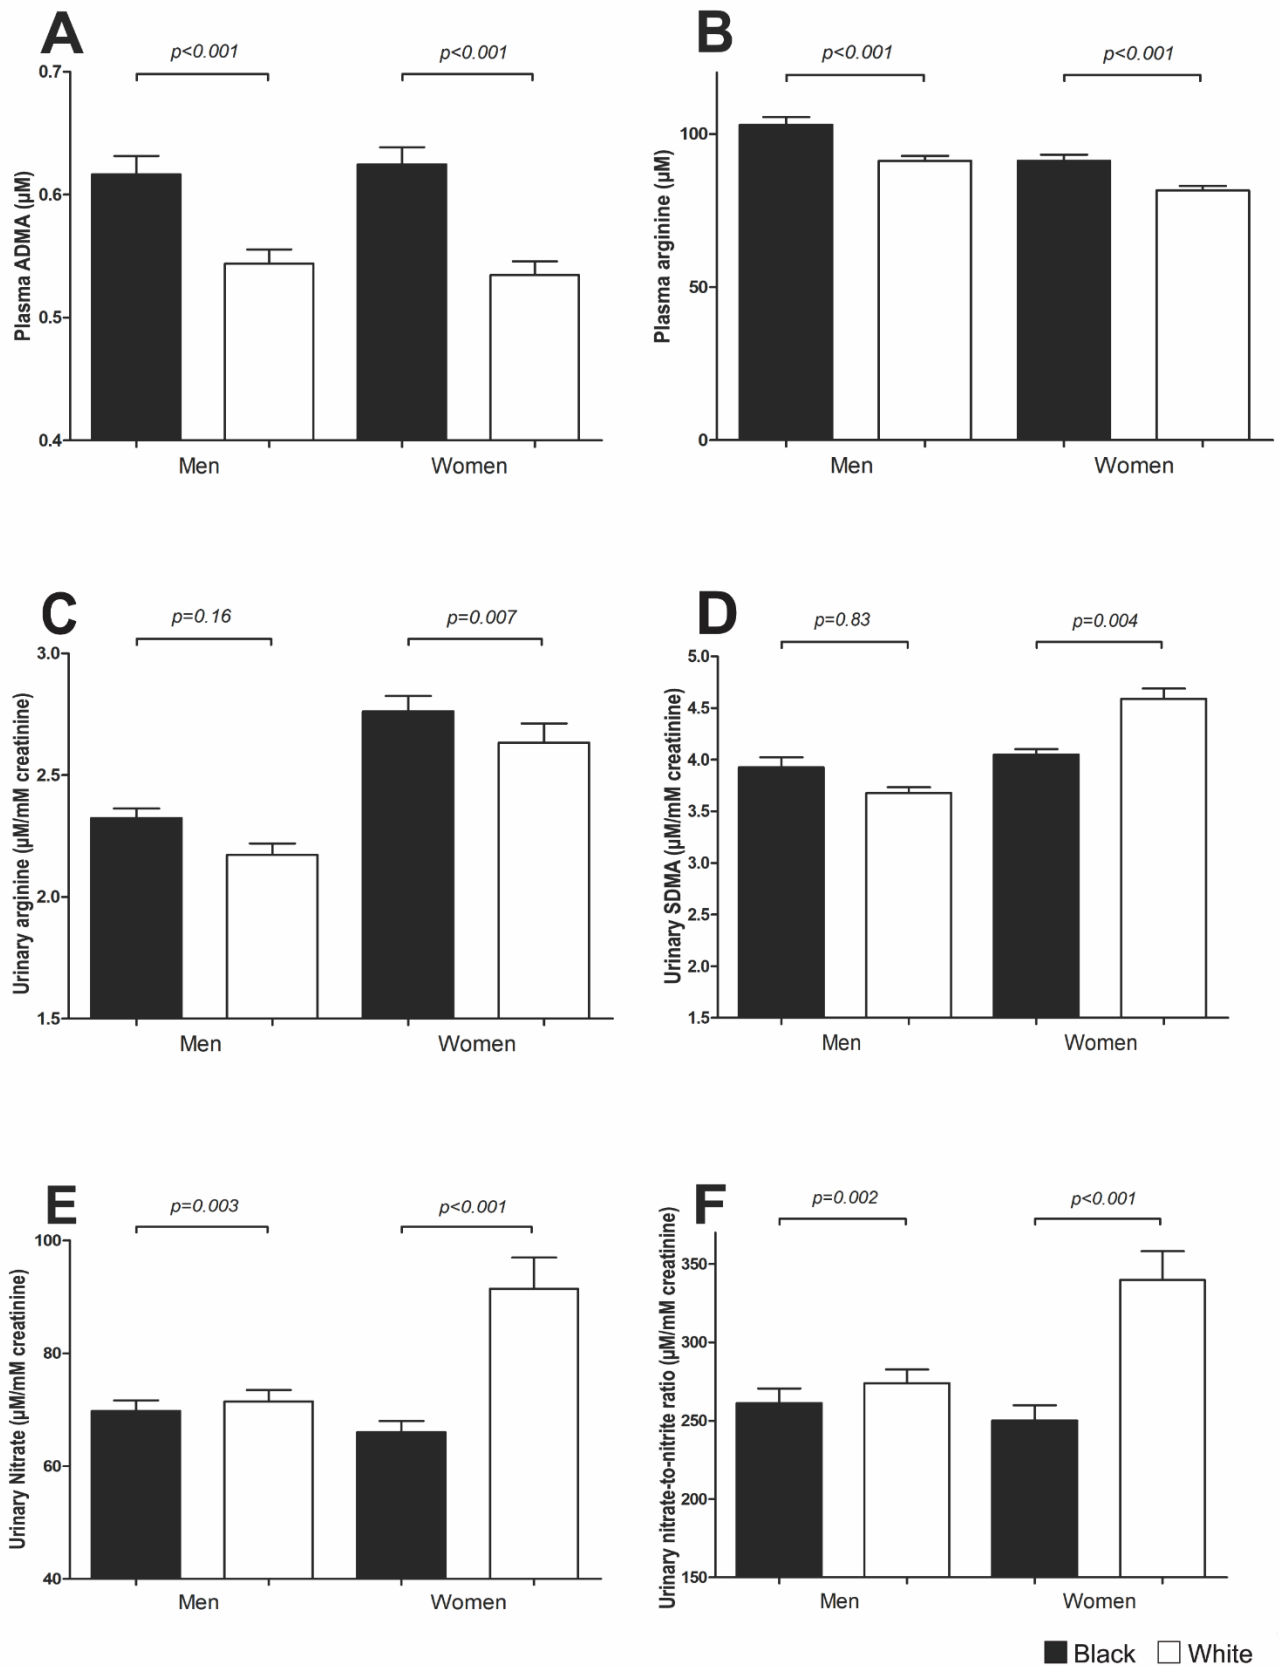 A
p<0.001
p<0.001
0.7
0.6
0.5
0.4
Plasma ADMA (µM)
Men
Women
B
p<0.001
p<0.001
100
50
0
Plasma arginine (µM)
Men
Women
C
p=0.16
p=0.007
3.0
2.5
2.0
1.5
Urinary arginine (µM/mM creatinine)
Men
Women
D
p=0.83
p=0.004
5.0
4.5
4.0
3.5
3.0
2.5
2.0
1.5
Urinary SDMA (µM/mM creatinine)
Men
Women
E
p=0.003
p<0.001
100
80
60
40
Urinary Nitrate (µM/mM creatinine)
Men
Women
F
p=0.002
p<0.001
350
300
250
200
150
Urinary nitrate-to-nitrite ratio (µM/mM creatinine)
Men
Women
Black White